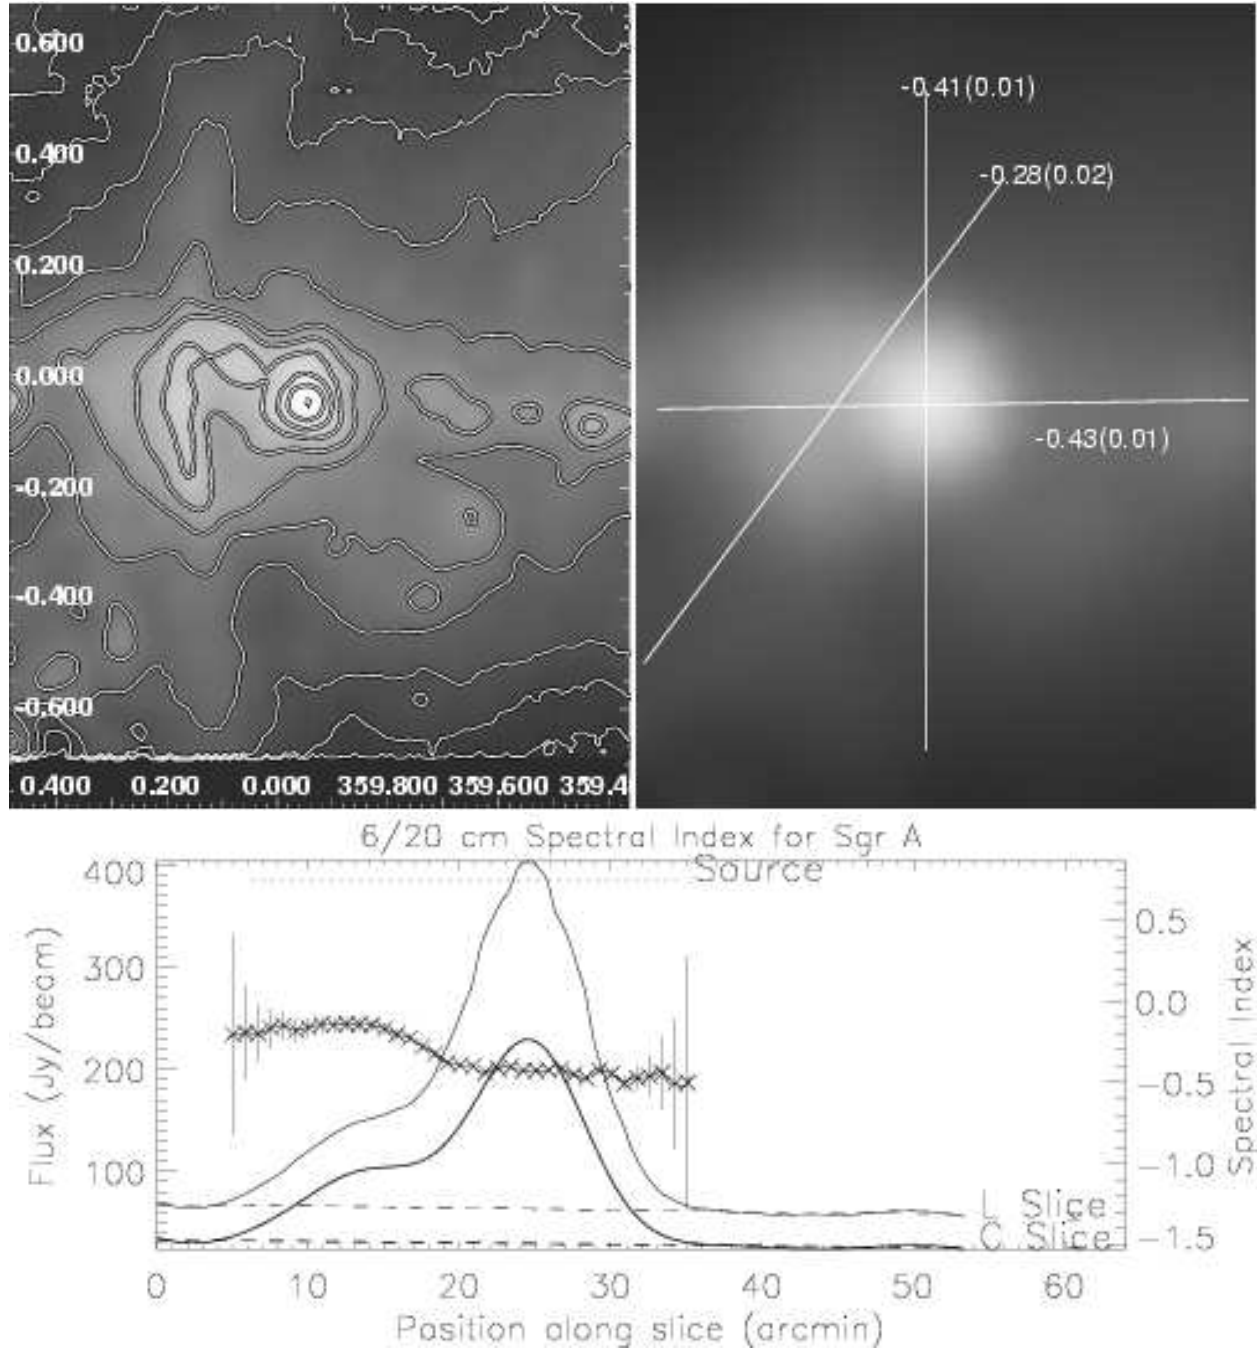 0.600
0.400
0.200
0.000
-0.200
-0.400
-0.600
0.400 0.200 0.000 359.800 359.600 359.4
-0.41(0.01)
-0.28(0.02)
-0.43(0.01)
6/20 cm Spectral Index for Sgr A
Source
400
300
200
100
Flux (Jy/beam)
0.5
0.0
-0.5
-1.0
-1.5
Spectral Index
L Slice
C Slice
0 10 20 30 40 50 60
Position along slice (arcmin)